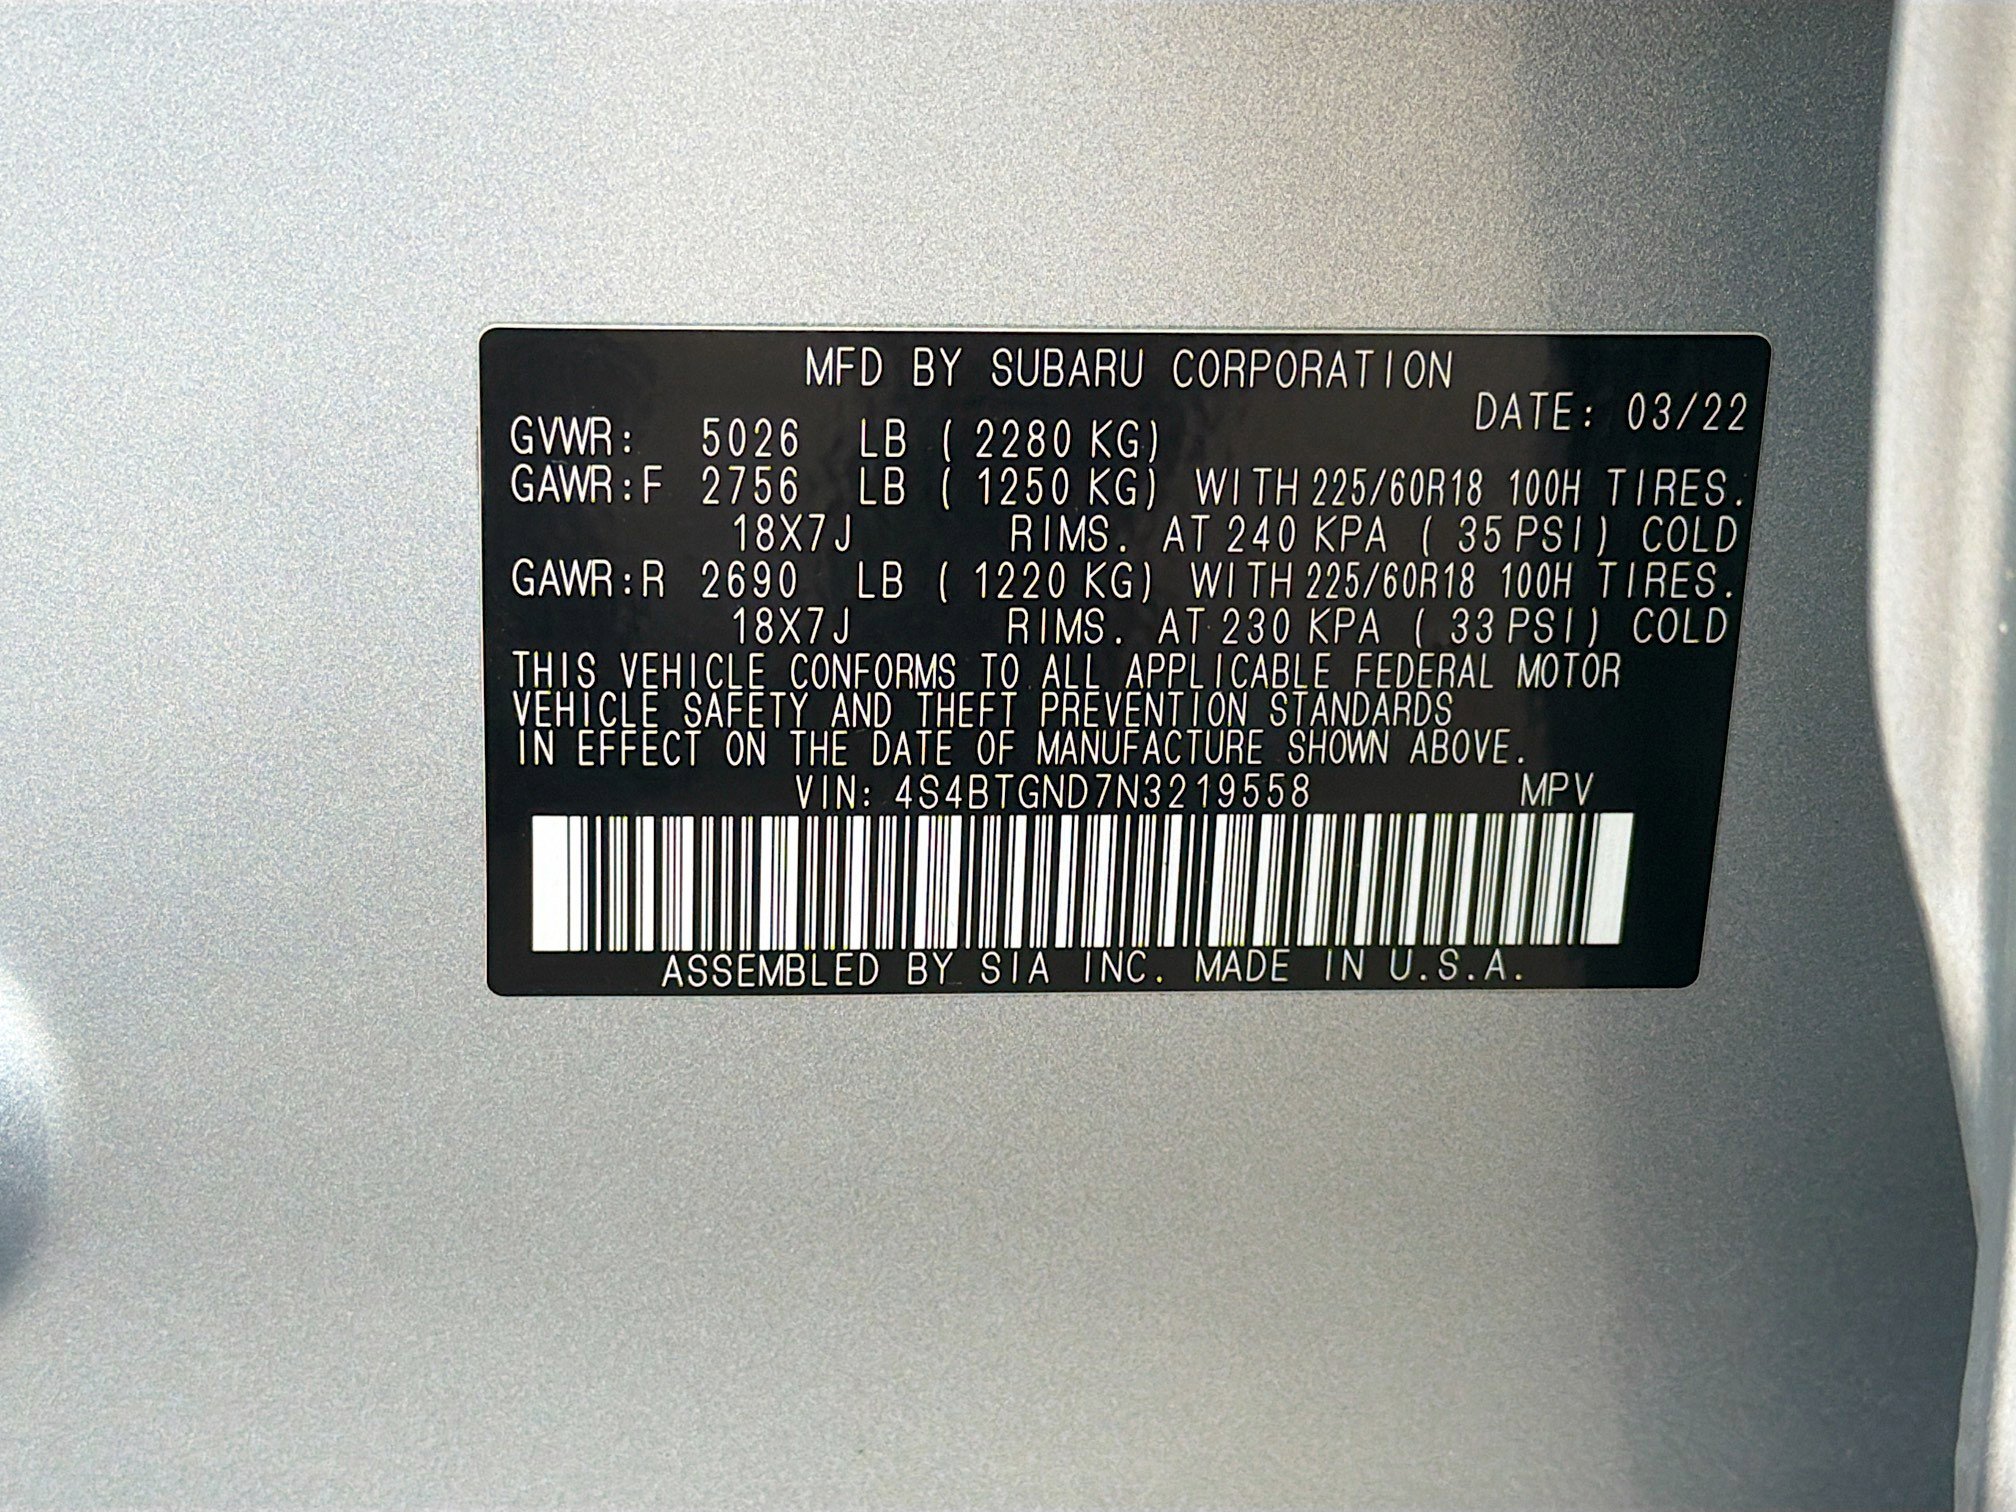 MFD BY SUBARU CORPORATION
DATE: 03/22
GVWR: 5026 LB ( 2280 KG)
GAWR:F 2756 LB ( 1250 KG) WITH 225/60R18 100H TIRES.
18X7J RIMS. AT 240 KPA ( 35 PSI) COLD
GAWR:R 2690 LB ( 1220 KG) WITH 225/60R18 100H TIRES.
18X7J RIMS. AT 230 KPA ( 33 PSI) COLD
THIS VEHICLE CONFORMS TO ALL APPLICABLE FEDERAL MOTOR
VEHICLE SAFETY AND THEFT PREVENTION STANDARDS
IN EFFECT ON THE DATE OF MANUFACTURE SHOWN ABOVE.
VIN: 4S4BTGND7N3219558 MPV
ASSEMBLED BY SIA INC. MADE IN U.S.A.